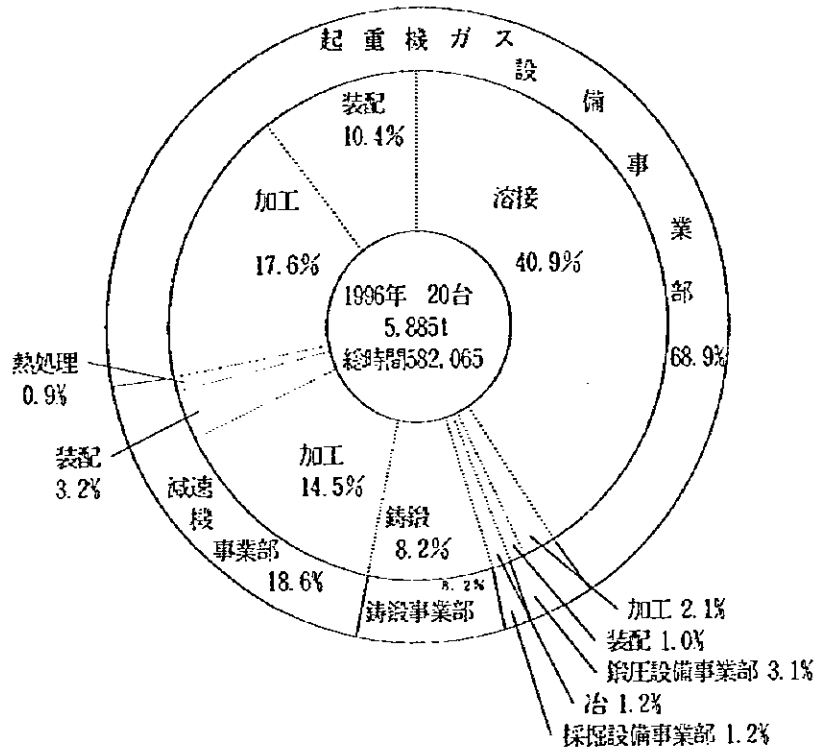 起重機ガス設備事業部
68.9%
装配
10.4%
溶接
40.9%
加工
17.6%
1996年 20台
5.885t
総時間582.065
熱処理
0.9%
装配
3.2%
加工
14.5%
減速機事業部
18.6%
鋳鍛
8.2%
8.2%
鋳鍛事業部
加工 2.1%
装配 1.0%
鍛圧設備事業部 3.1%
冶 1.2%
採掘設備事業部 1.2%